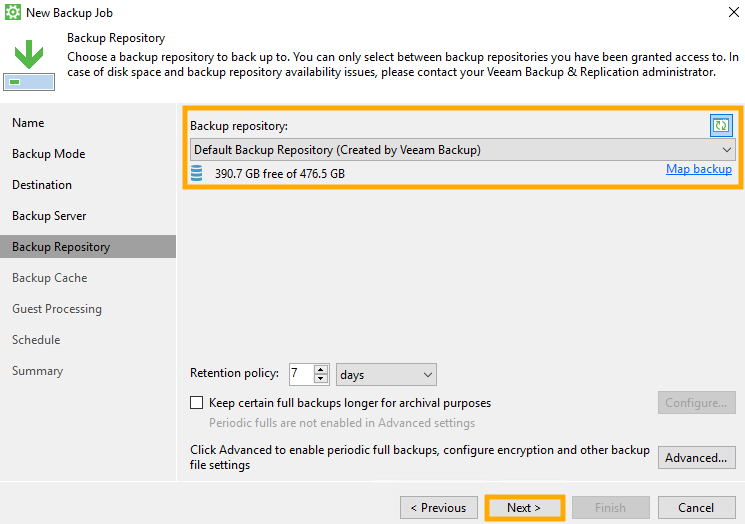 New Backup Job
Backup Repository
Choose a backup repository to back up to. You can only select between backup repositories you have been granted access to. In
case of disk space and backup repository availability issues, please contact your Veeam Backup & Replication administrator.
Name
Backup Mode
Destination
Backup Server
Backup Repository
Backup Cache
Guest Processing
Schedule
Summary
Backup repository:
Default Backup Repository (Created by Veeam Backup)
390.7 GB free of 476.5 GB
Map backup
Retention policy: 7 days
Keep certain full backups longer for archival purposes
Configure...
Periodic fulls are not enabled in Advanced settings
Click Advanced to enable periodic full backups, configure encryption and other backup
file settings
Advanced...
< Previous Next > Finish Cancel